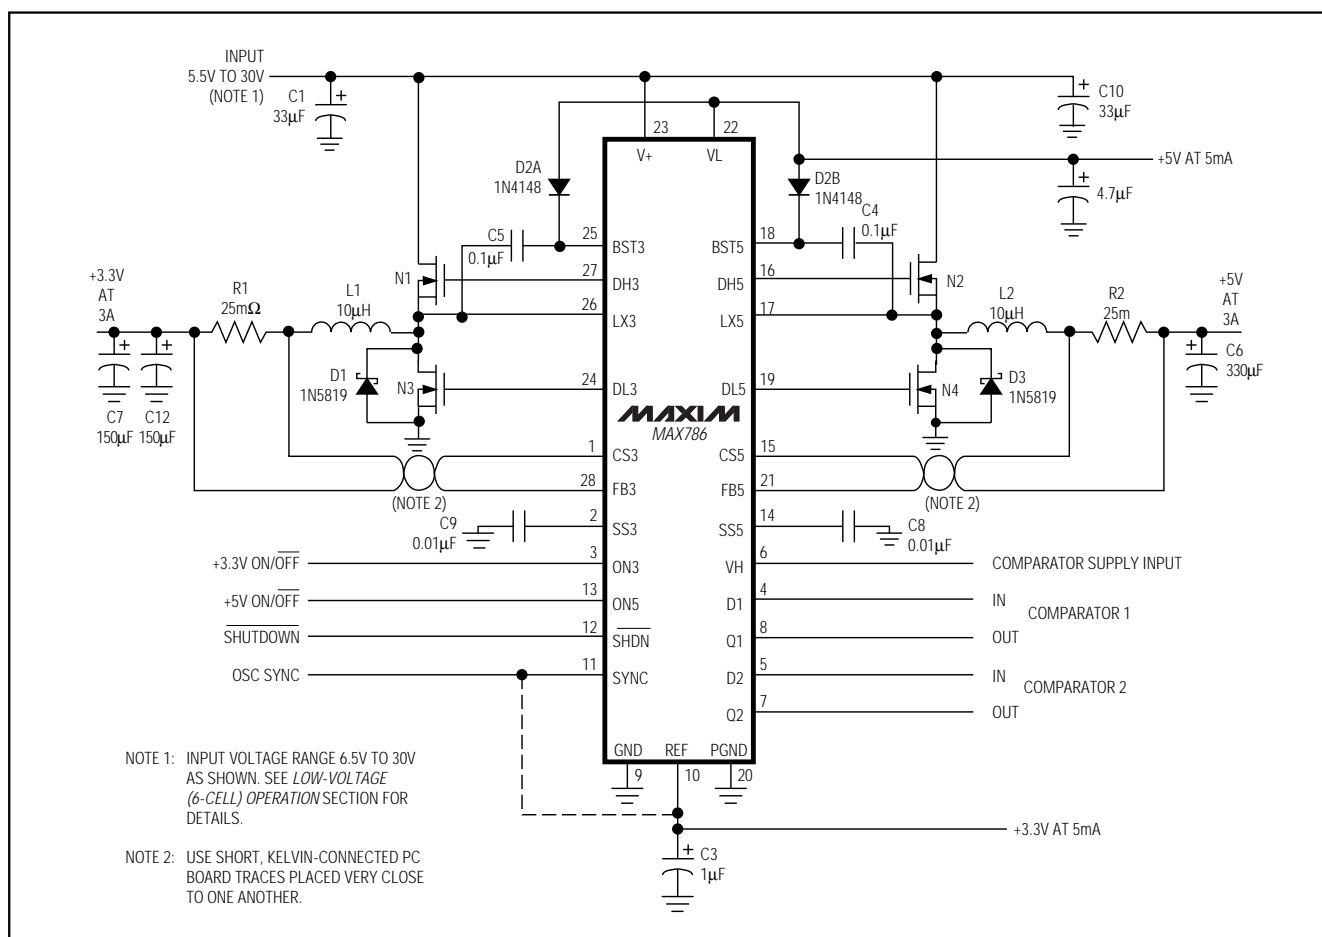 INPUT
5.5V TO 30V
(NOTE 1)
C1
33µF
C10
33µF
23
22
V+
VL
+5V AT 5mA
4.7µF
D2A
1N4148
D2B
1N4148
C5
0.1µF
C4
0.1µF
25
BST3
18
BST5
27
DH3
16
DH5
26
LX3
17
LX5
24
DL3
19
DL5
N1
N2
N3
N4
+3.3V
AT
3A
R1
25mΩ
L1
10µH
L2
10µH
R2
25m
+5V
AT
3A
D1
1N5819
D3
1N5819
C7
150µF
C12
150µF
C6
330µF
MAXIM
MAX786
1
CS3
15
CS5
28
FB3
21
FB5
(NOTE 2)
(NOTE 2)
2
SS3
14
SS5
C9
0.01µF
C8
0.01µF
+3.3V ON/OFF
3
ON3
6
VH
COMPARATOR SUPPLY INPUT
+5V ON/OFF
13
ON5
4
D1
IN
COMPARATOR 1
SHUTDOWN
12
SHDN
8
Q1
OUT
OSC SYNC
11
SYNC
5
D2
IN
COMPARATOR 2
7
Q2
OUT
GND
REF
PGND
9
10
20
+3.3V AT 5mA
C3
1µF
NOTE 1: INPUT VOLTAGE RANGE 6.5V TO 30V
AS SHOWN. SEE LOW-VOLTAGE
(6-CELL) OPERATION SECTION FOR
DETAILS.
NOTE 2: USE SHORT, KELVIN-CONNECTED PC
BOARD TRACES PLACED VERY CLOSE
TO ONE ANOTHER.